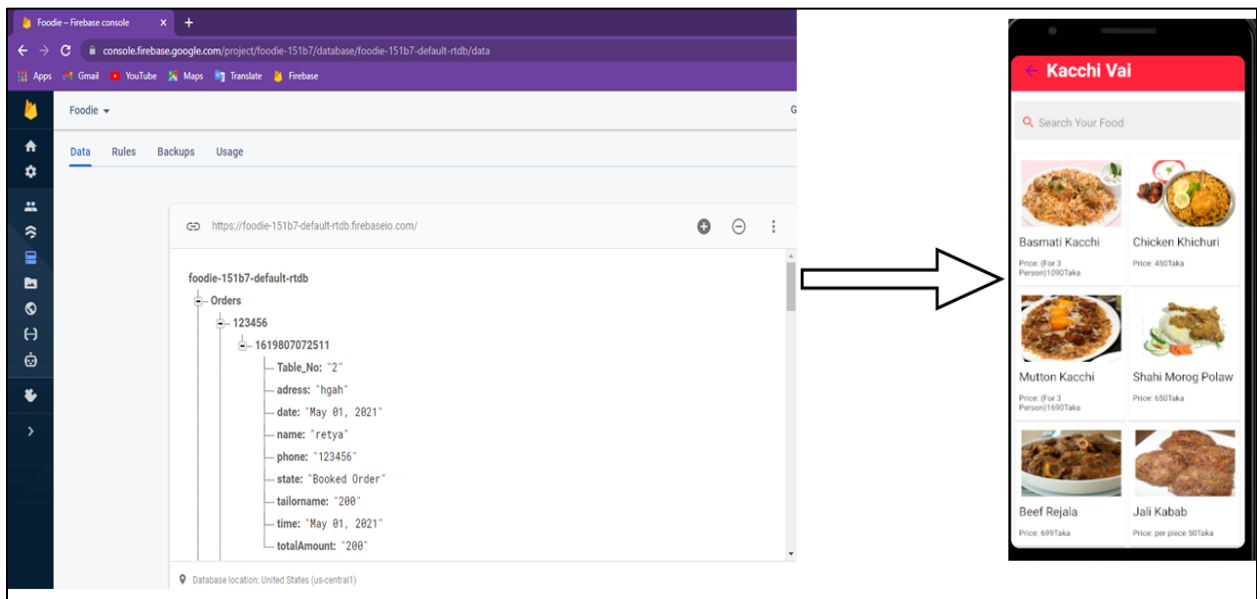 Foodie – Firebase console
console.firebase.google.com/project/foodie-151b7/database/foodie-151b7-default-rtdb/data
Apps Gmail YouTube Maps Translate Firebase
Foodie
G
Data Rules Backups Usage
https://foodie-151b7-default-rtdb.firebaseio.com/
foodie-151b7-default-rtdb
Orders
123456
1619807072511
Table_No: "2"
adress: "hgah"
date: "May 01, 2021"
name: "retya"
phone: "123456"
state: "Booked Order"
tailorname: "200"
time: "May 01, 2021"
totalAmount: "200"
Database location: United States (us-central1)
Kacchi Vai
Search Your Food
Basmati Kacchi
Price: (For 3
Person)1090Taka
Chicken Khichuri
Price: 450Taka
Mutton Kacchi
Price: (For 3
Person)1690Taka
Shahi Morog Polaw
Price: 650Taka
Beef Rejala
Price: 699Taka
Jali Kabab
Price: per piece 50Taka